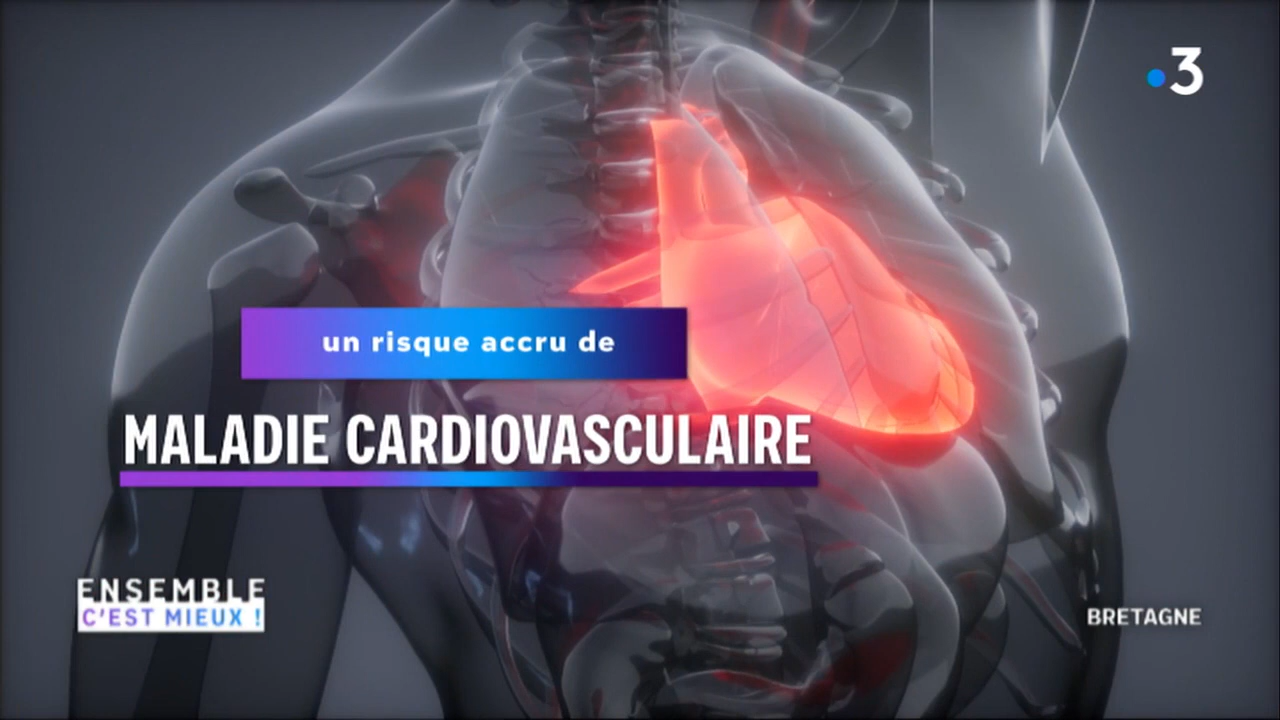 3
un risque accru de
MALADIE CARDIOVASCULAIRE
ENSEMBLE
C'EST MIEUX !
BRETAGNE